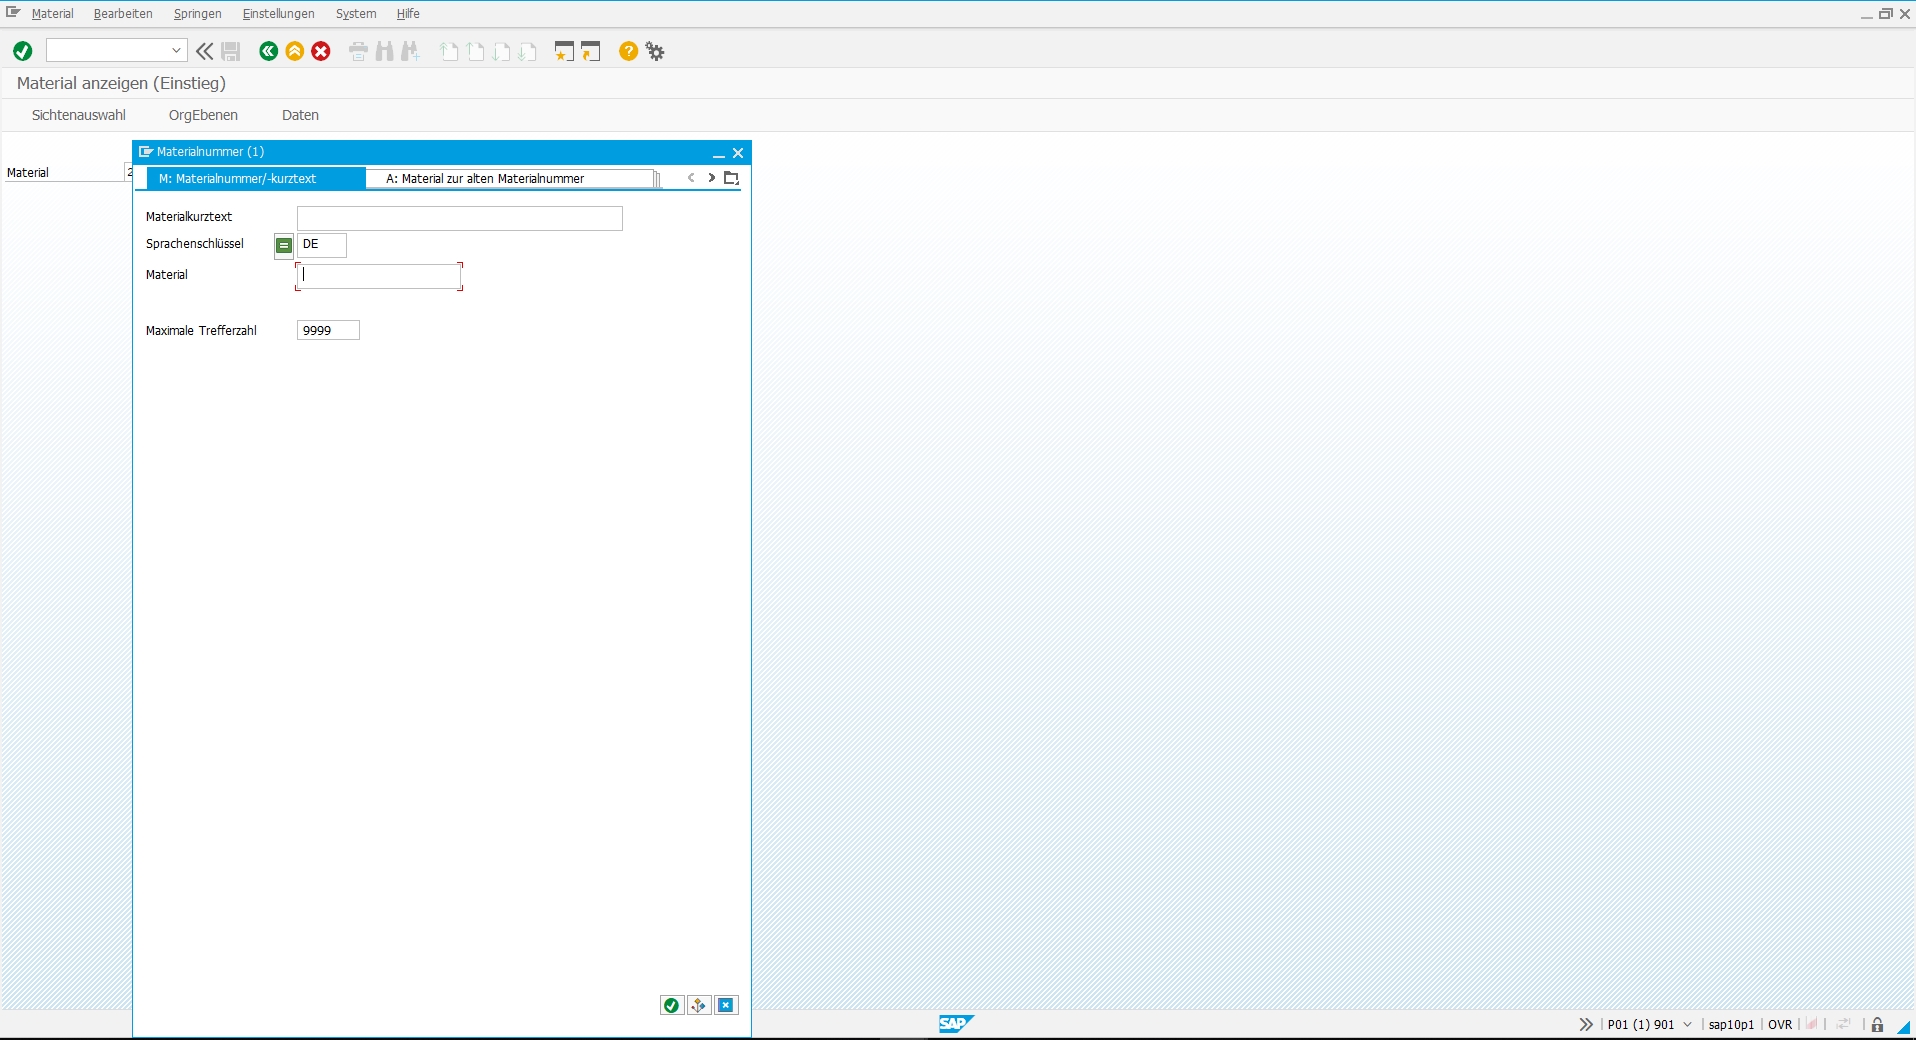 Material Bearbeiten Springen Einstellungen System Hilfe
Material anzeigen (Einstieg)
Sichtenauswahl OrgEbenen Daten
Materialnummer (1)
Material 2
M: Materialnummer/-kurztext A: Material zur alten Materialnummer
Materialkurztext
Sprachenschlüssel DE
Material
Maximale Trefferzahl 9999
SAP P01 (1) 901 sap10p1 OVR